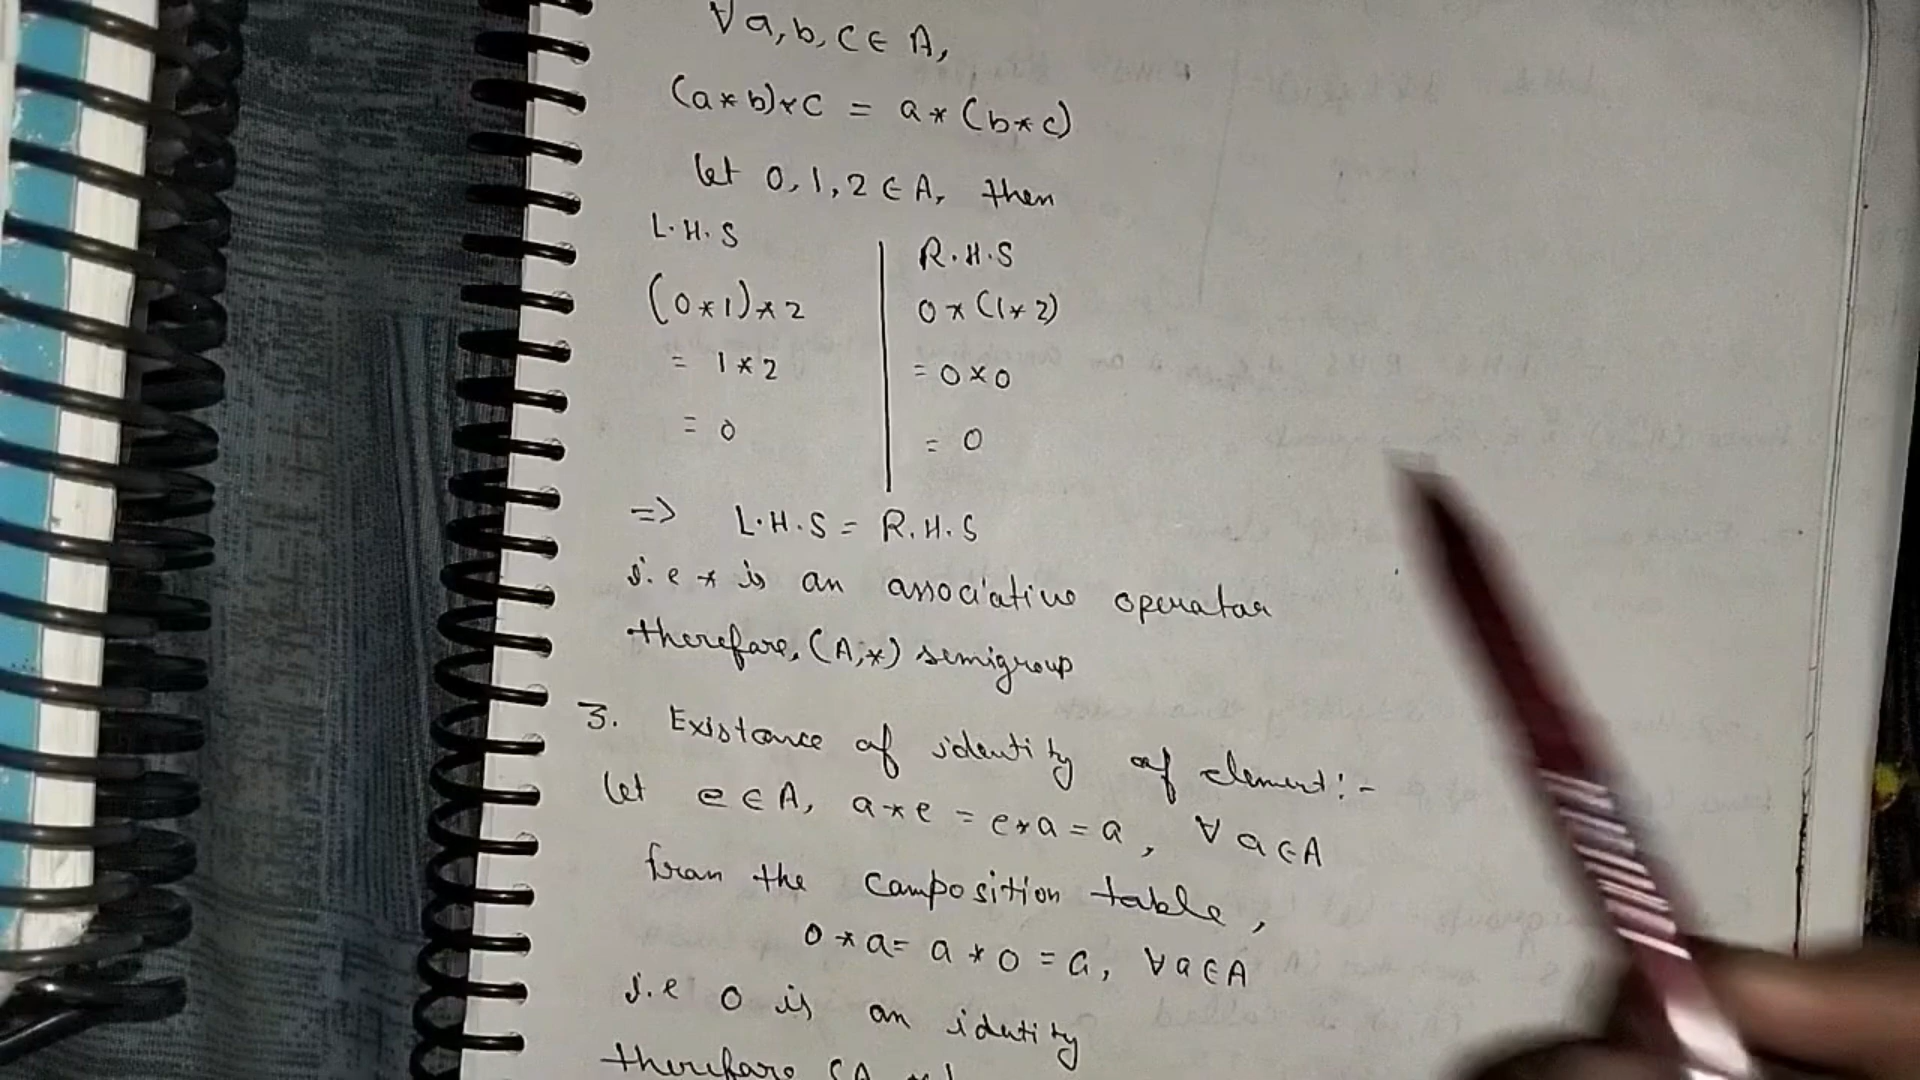 ∀ a, b, c ∈ A,
(a * b) * c = a * (b * c)
let 0, 1, 2 ∈ A, then
L.H.S
(0 * 1) * 2
= 1 * 2
= 0
R.H.S
0 * (1 * 2)
= 0 * 0
= 0
=> L.H.S = R.H.S
i.e * is an associative operator
therefore, (A, *) semigroup
3. Existance of identity of element:-
let e ∈ A, a * e = e * a = a, ∀ a ∈ A
from the composition table,
0 * a = a * 0 = a, ∀ a ∈ A
i.e 0 is an idutity
therefore (A